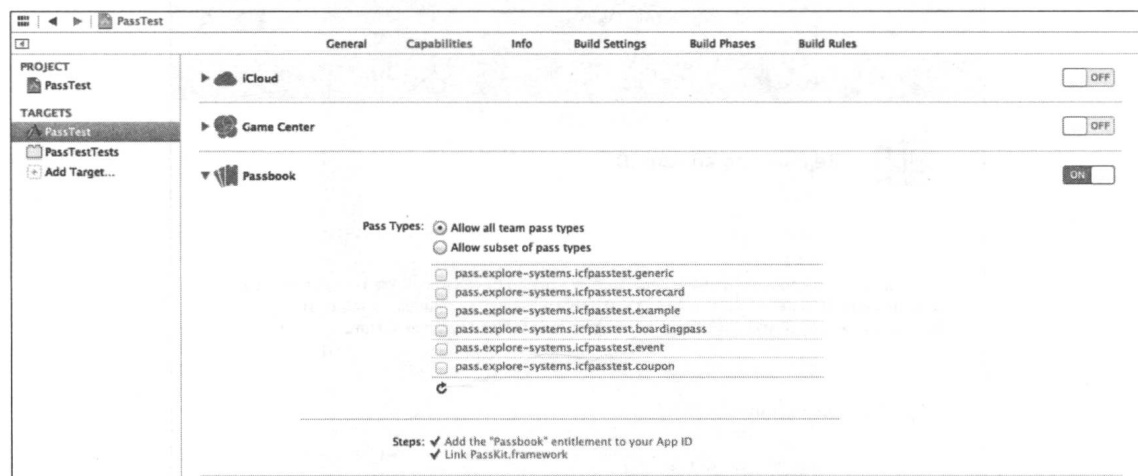 PassTest
General Capabilities Info Build Settings Build Phases Build Rules
PROJECT
PassTest
TARGETS
PassTest
PassTestTests
Add Target...
iCloud OFF
Game Center OFF
Passbook ON
Pass Types: Allow all team pass types
Allow subset of pass types
pass.explore-systems.icfpasstest.generic
pass.explore-systems.icfpasstest.storecard
pass.explore-systems.icfpasstest.example
pass.explore-systems.icfpasstest.boardingpass
pass.explore-systems.icfpasstest.event
pass.explore-systems.icfpasstest.coupon
Steps: ✔ Add the "Passbook" entitlement to your App ID
✔ Link PassKit.framework